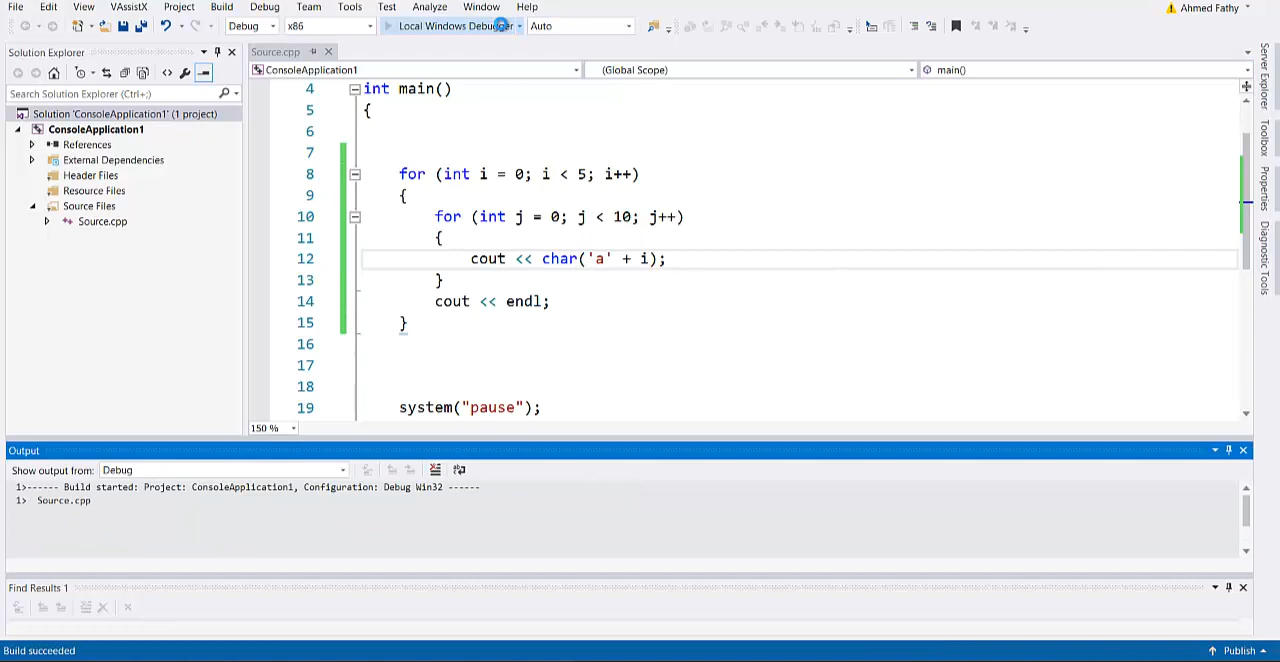 File Edit View VAssistX Project Build Debug Team Tools Test Analyze Window Help Ahmed Fathy
Debug x86 Local Windows Debugger Auto
Solution Explorer
Search Solution Explorer (Ctrl+;)
Solution 'ConsoleApplication1' (1 project)
ConsoleApplication1
References
External Dependencies
Header Files
Resource Files
Source Files
Source.cpp
Source.cpp
ConsoleApplication1 (Global Scope) main()
4 int main()
5 {
6
7
8 for (int i = 0; i < 5; i++)
9 {
10 for (int j = 0; j < 10; j++)
11 {
12 cout << char('a' + i);
13 }
14 cout << endl;
15 }
16
17
18
19 system("pause");
150 %
Server Explorer
Toolbox
Properties
Diagnostic Tools
Output
Show output from: Debug
1>------ Build started: Project: ConsoleApplication1, Configuration: Debug Win32 ------
1> Source.cpp
Find Results 1
Build succeeded Publish